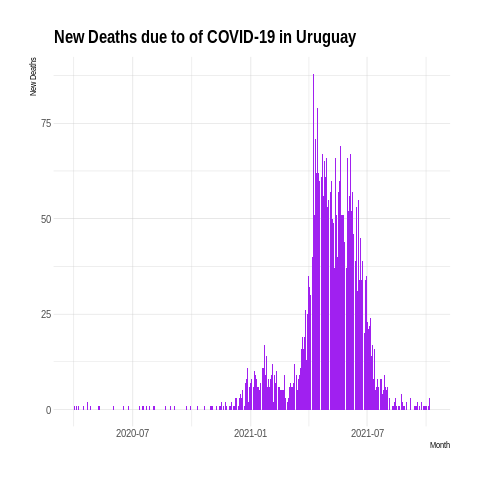 New Deaths due to of COVID-19 in Uruguay
New Deaths
75
50
25
0
2020-07
2021-01
2021-07
Month